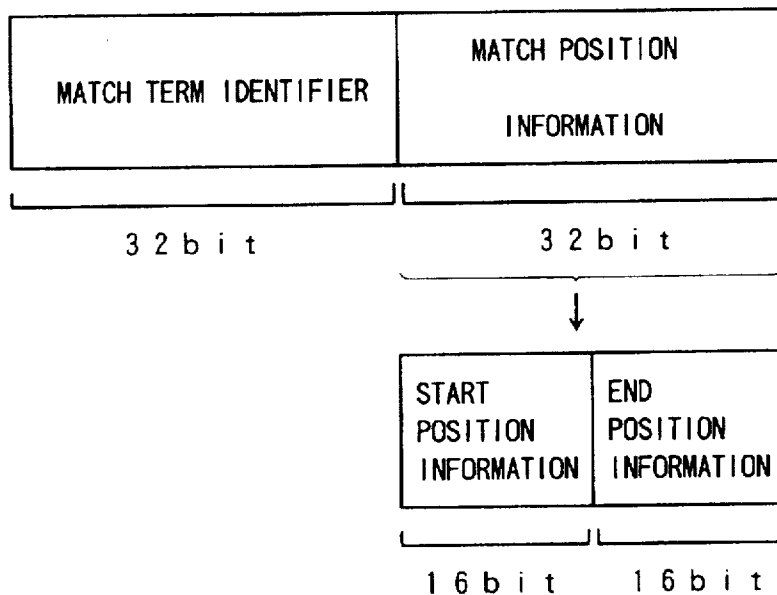 MATCH TERM IDENTIFIER
MATCH POSITION
INFORMATION
32bit
32bit
START
POSITION
INFORMATION
END
POSITION
INFORMATION
16bit
16bit